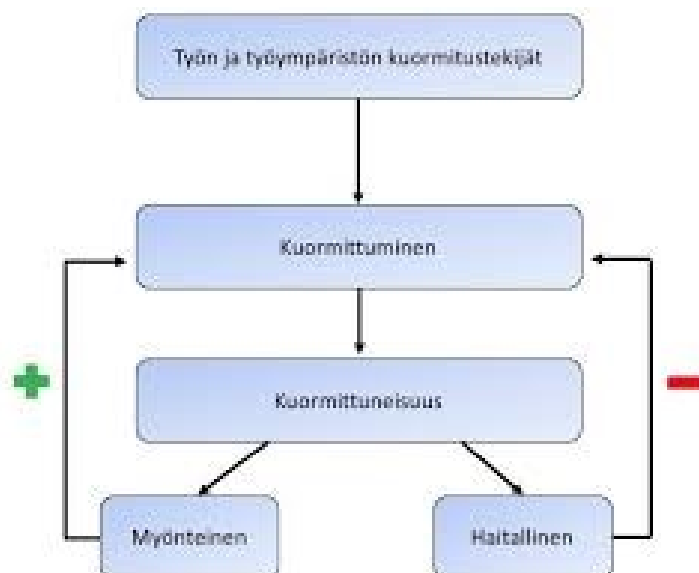 Työn ja työympäristön kuormitustekijät
Kuormittuminen
Kuormittuneisuus
Myönteinen
Haitallinen